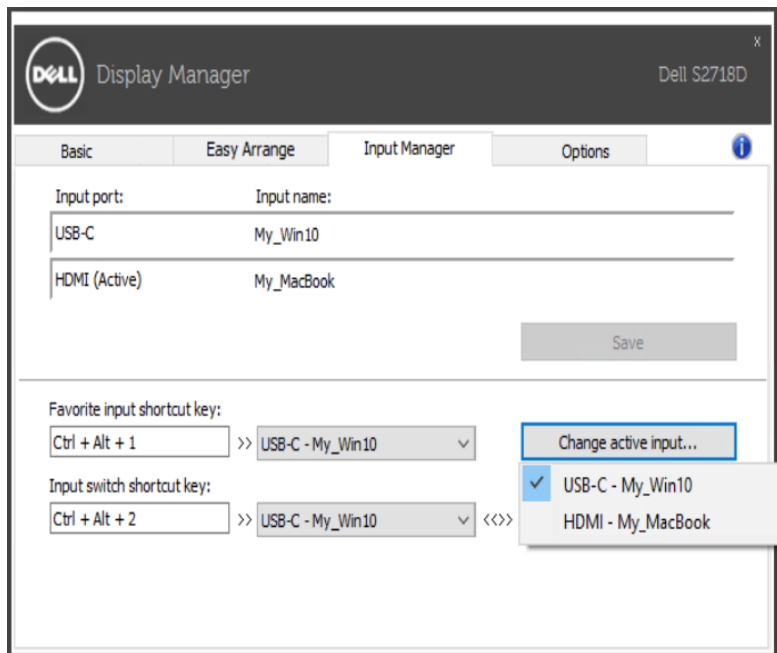 x
DELL Display Manager Dell S2718D
Basic Easy Arrange Input Manager Options i
Input port: Input name:
USB-C My_Win10
HDMI (Active) My_MacBook
Save
Favorite input shortcut key:
Ctrl + Alt + 1 >> USB-C - My_Win10 Change active input...
USB-C - My_Win10
Input switch shortcut key:
Ctrl + Alt + 2 >> USB-C - My_Win10 <<>> HDMI - My_MacBook